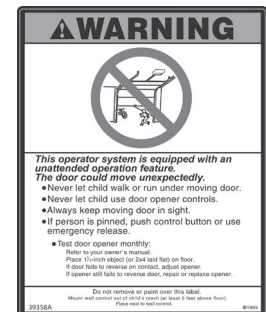 WARNING
This operator system is equipped with an
unattended operation feature.
The door could move unexpectedly.
•Never let child walk or run under moving door.
•Never let child use door opener controls.
•Always keep moving door in sight.
•If person is pinned, push control button or use
emergency release.
•Test door opener monthly:
Refer to your owner's manual.
Place 1½-inch object (or 2x4 laid flat) on floor.
If door fails to reverse on contact, adjust opener.
If opener still fails to reverse door, repair or replace opener.
Do not remove or paint over this label.
Mount wall control out of child's reach (at least 5 feet above floor).
Place next to wall control.
39358A ©1999